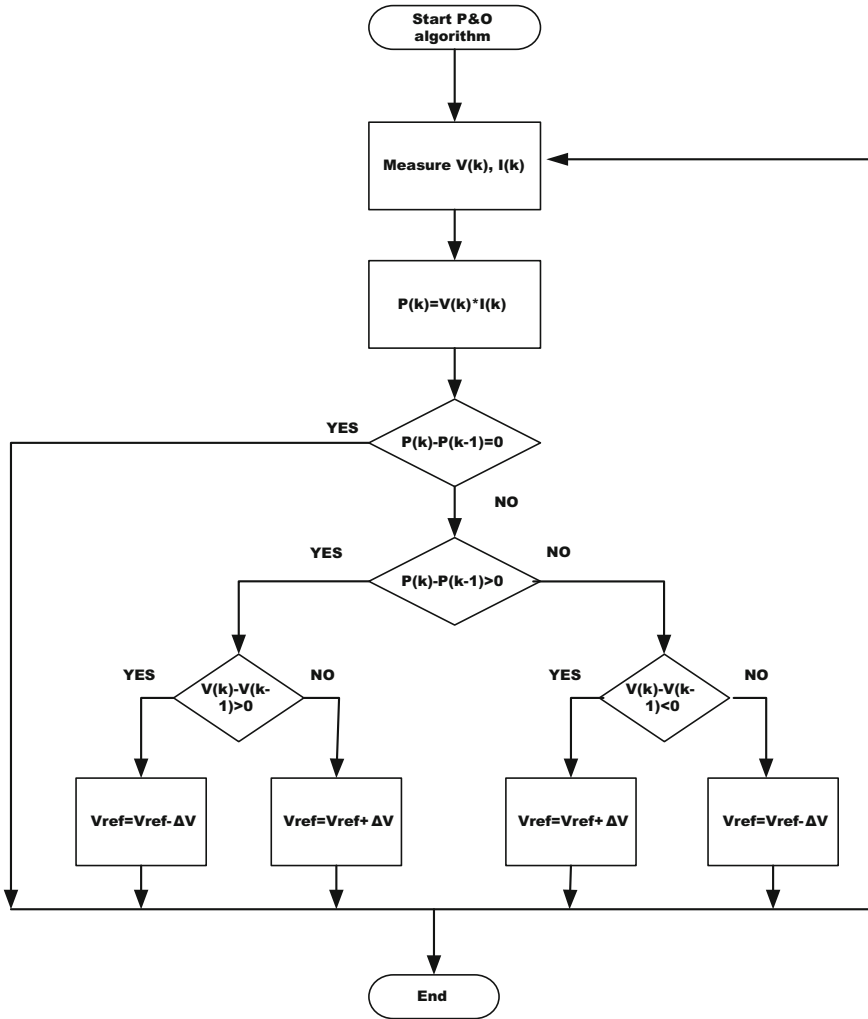 Start P&O
algorithm
Measure V(k), I(k)
P(k)=V(k)*I(k)
YES
P(k)-P(k-1)=0
NO
YES
P(k)-P(k-1)>0
NO
YES
V(k)-V(k-
1)>0
NO
YES
V(k)-V(k-
1)<0
NO
Vref=Vref-ΔV
Vref=Vref+ΔV
Vref=Vref+ΔV
Vref=Vref-ΔV
End